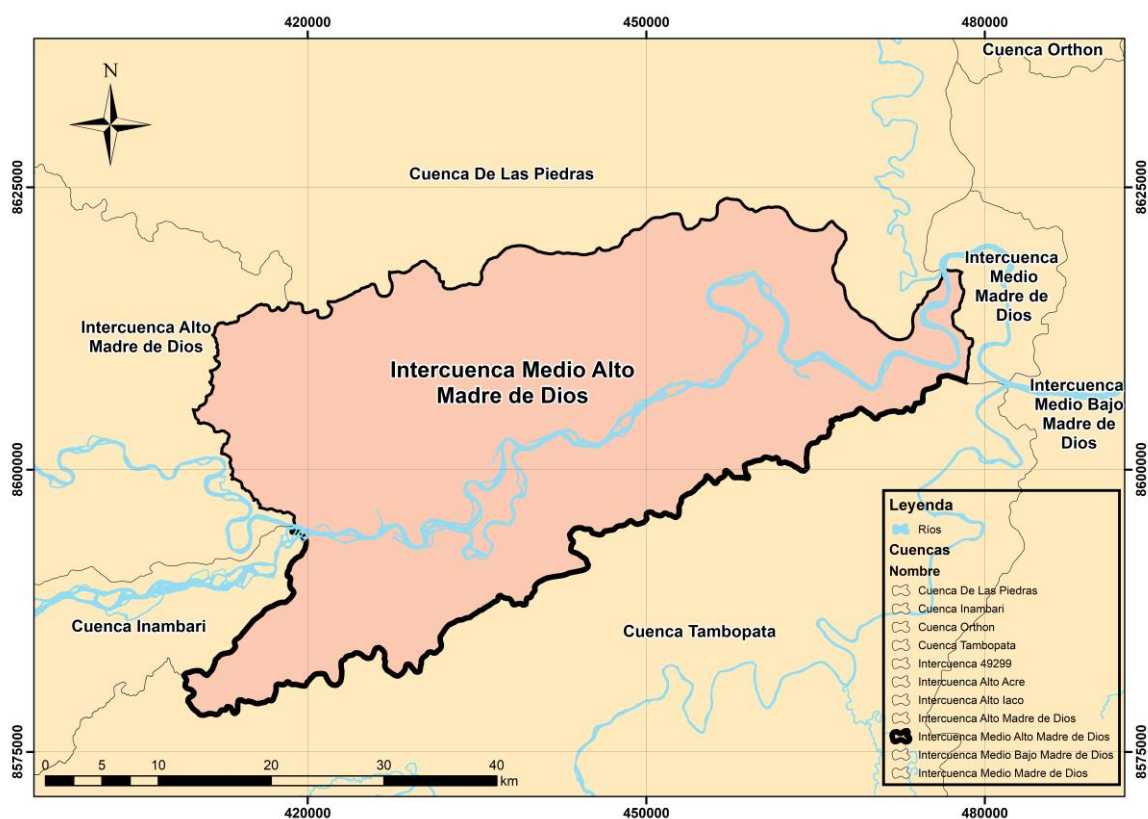 420000
450000
480000
Cuenca Orthon
N
8625000
8625000
Cuenca De Las Piedras
Intercuenca
Medio
Madre de
Dios
Intercuenca Alto
Madre de Dios
Intercuenca Medio Alto
Madre de Dios
Intercuenca
Medio Bajo
Madre de
Dios
8600000
8600000
Cuenca Inambari
Cuenca Tambopata
Leyenda
Ríos
Cuencas
Nombre
Cuenca De Las Piedras
Cuenca Inambari
Cuenca Orthon
Cuenca Tambopata
Intercuenca 49299
Intercuenca Alto Acre
Intercuenca Alto Iaco
Intercuenca Alto Madre de Dios
Intercuenca Medio Alto Madre de Dios
Intercuenca Medio Bajo Madre de Dios
Intercuenca Medio Madre de Dios
8575000
8575000
0 5 10 20 30 40
km
420000
450000
480000